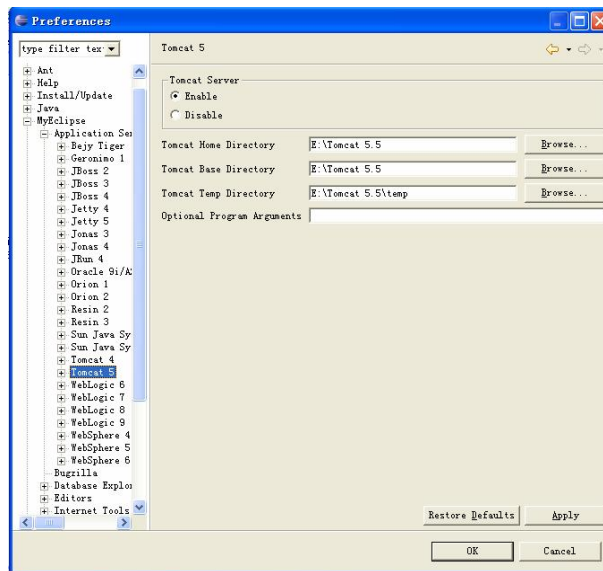 Preferences
type filter tex
Tomcat 5
Ant
Help
Install/Update
Java
MyEclipse
Application Ser
Bejy Tiger
Geronimo 1
JBoss 2
JBoss 3
JBoss 4
Jetty 4
Jetty 5
Jonas 3
Jonas 4
JRun 4
Oracle 9i/A
Orion 1
Orion 2
Resin 2
Resin 3
Sun Java Sy
Sun Java Sy
Tomcat 4
Tomcat 5
WebLogic 6
WebLogic 7
WebLogic 8
WebLogic 9
WebSphere 4
WebSphere 5
WebSphere 6
Bugzilla
Database Explo
Editors
Internet Tools
Tomcat Server
Enable
Disable
Tomcat Home Directory E:\Tomcat 5.5 Browse...
Tomcat Base Directory E:\Tomcat 5.5 Browse...
Tomcat Temp Directory E:\Tomcat 5.5\temp Browse...
Optional Program Arguments
Restore Defaults Apply
OK Cancel